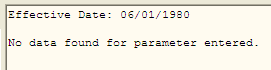 Effective Date: 06/01/1980
No data found for parameter entered.